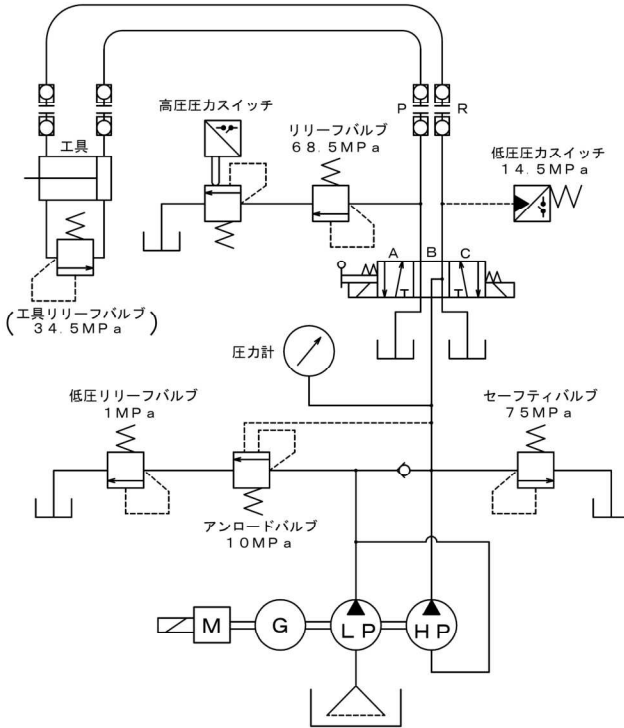 P
R
高圧圧力スイッチ
リリーフバルブ
68.5MPa
低圧圧力スイッチ
14.5MPa
工具
A
B
C
(工具リリーフバルブ
34.5MPa)
圧力計
低圧リリーフバルブ
1MPa
セーフティバルブ
75MPa
アンロードバルブ
10MPa
M
G
LP
HP